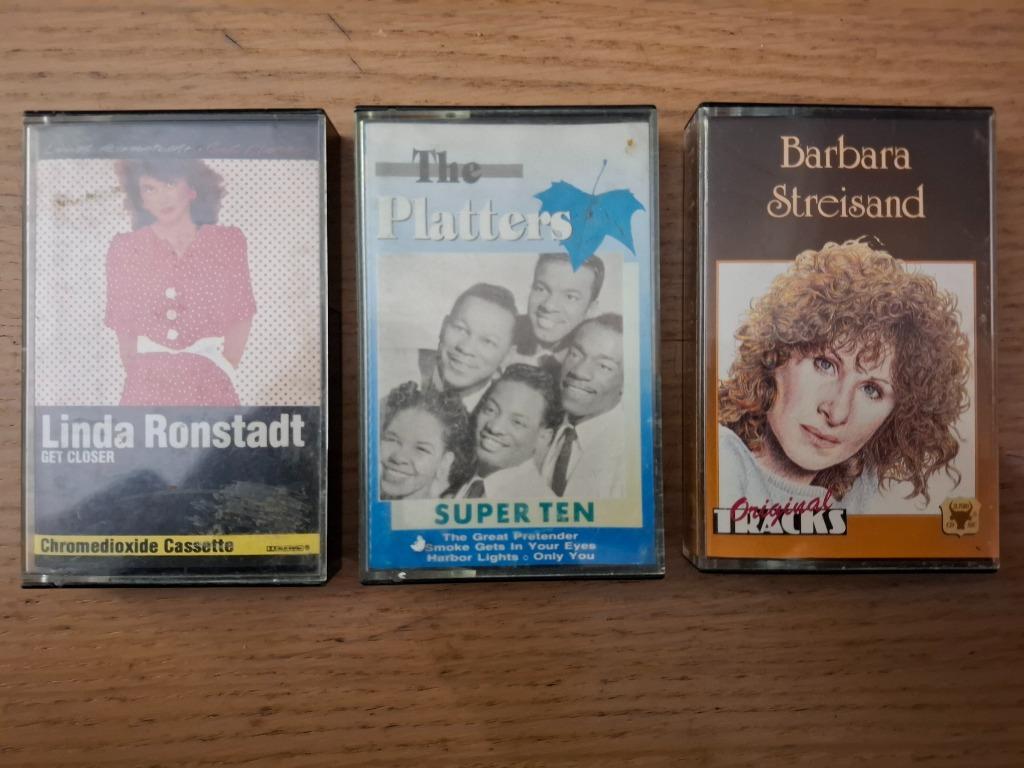 Linda Ronstadt
GET CLOSER
Chromedioxide Cassette
The
Platters
SUPER TEN
The Great Pretender
Smoke Gets In Your Eyes
Harbor Lights ○ Only You
Barbara
Streisand
Original
TRACKS